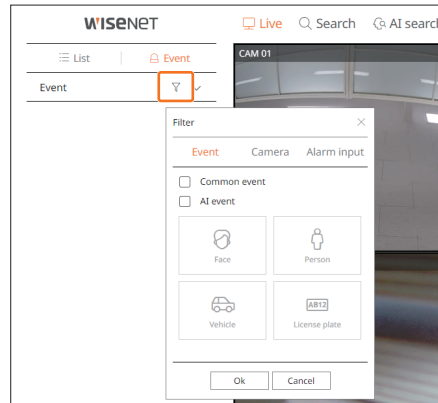 WISENET
Live
Search
AI search
List
Event
CAM 01
Event
Filter
Event
Camera
Alarm input
Common event
AI event
Face
Person
AB12
Vehicle
License plate
Ok
Cancel